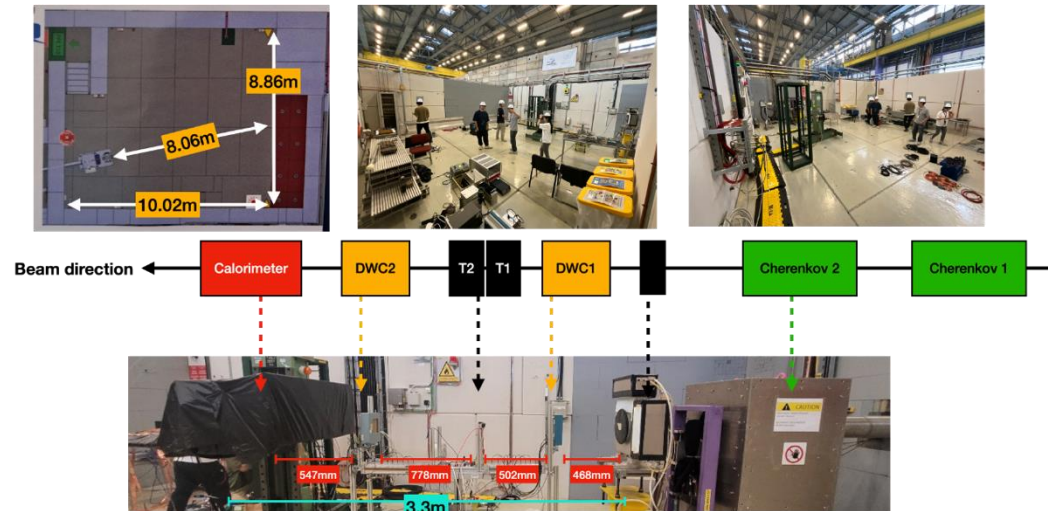 8.86m
8.06m
10.02m
Beam direction
Calorimeter
DWC2
T2
T1
DWC1
Cherenkov 2
Cherenkov 1
CAUTION
547mm
778mm
502mm
468mm
3.3m